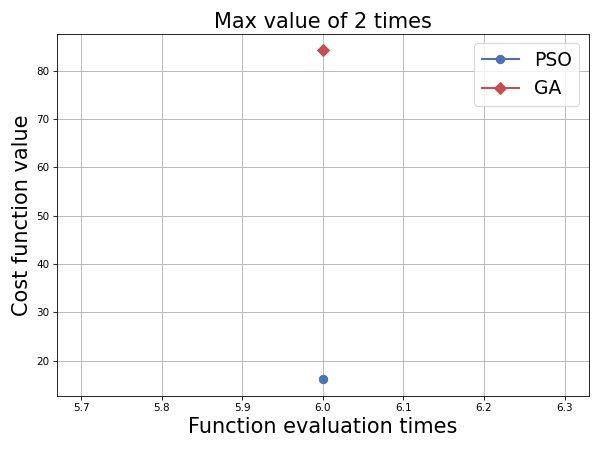 Max value of 2 times
PSO
GA
Cost function value
80
70
60
50
40
30
20
5.7 5.8 5.9 6.0 6.1 6.2 6.3
Function evaluation times